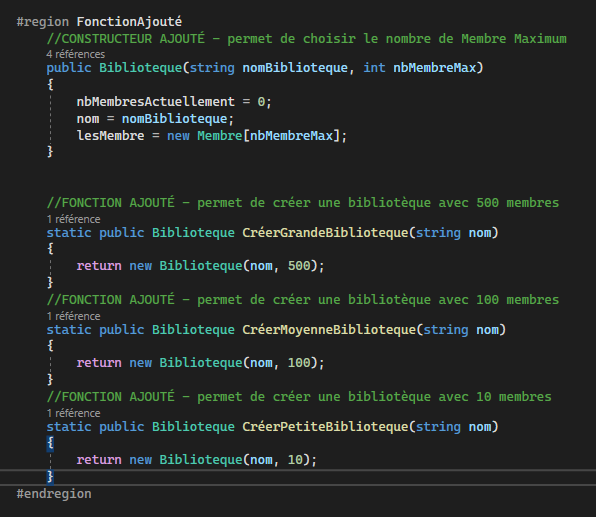 #region FonctionAjouté
//CONSTRUCTEUR AJOUTÉ - permet de choisir le nombre de Membre Maximum
4 références
public Biblioteque(string nomBiblioteque, int nbMembreMax)
{
nbMembresActuellement = 0;
nom = nomBiblioteque;
lesMembre = new Membre[nbMembreMax];
}
//FONCTION AJOUTÉ - permet de créer une bibliotèque avec 500 membres
1 référence
static public Biblioteque CréerGrandeBiblioteque(string nom)
{
return new Biblioteque(nom, 500);
}
//FONCTION AJOUTÉ - permet de créer une bibliotèque avec 100 membres
1 référence
static public Biblioteque CréerMoyenneBiblioteque(string nom)
{
return new Biblioteque(nom, 100);
}
//FONCTION AJOUTÉ - permet de créer une bibliotèque avec 10 membres
1 référence
static public Biblioteque CréerPetiteBiblioteque(string nom)
{
return new Biblioteque(nom, 10);
}
#endregion